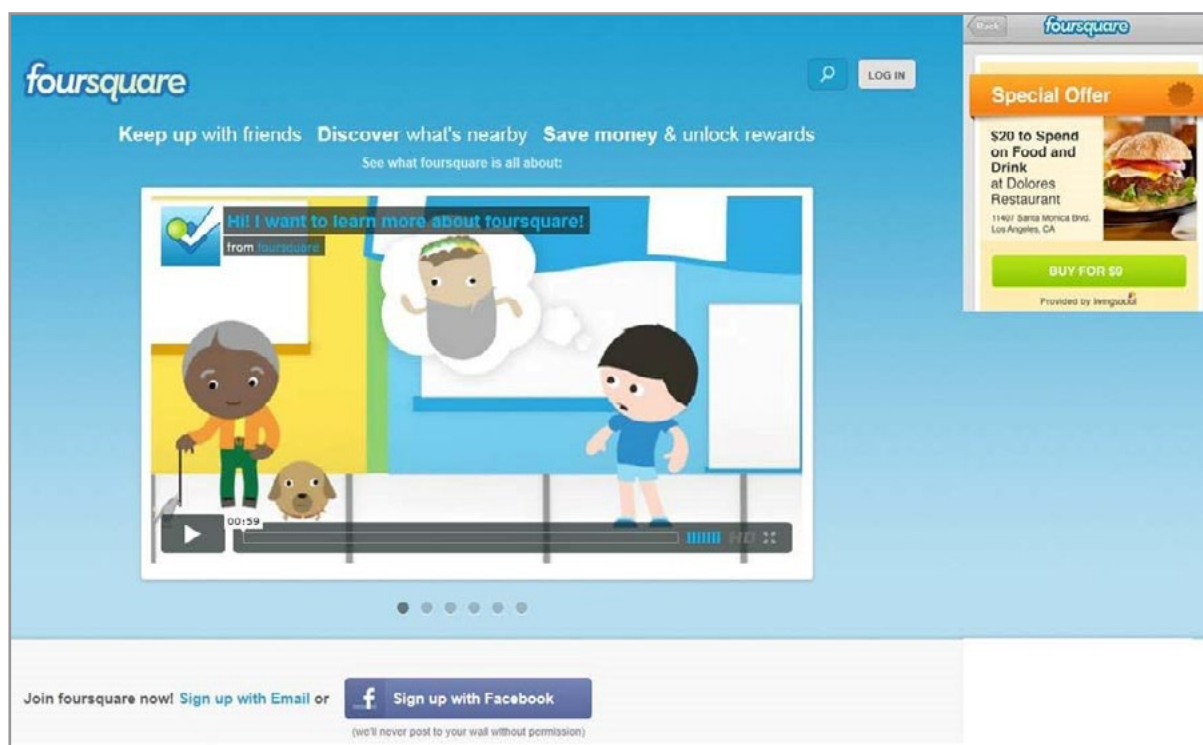 foursquare
LOG IN
Keep up with friends Discover what's nearby Save money & unlock rewards
See what foursquare is all about:
Hi! I want to learn more about foursquare!
from foursquare
00:59
HD
Join foursquare now! Sign up with Email or
f Sign up with Facebook
(we'll never post to your wall without permission)
Back
foursquare
Special Offer
$20 to Spend
on Food and
Drink
at Dolores
Restaurant
11407 Santa Monica Blvd.
Los Angeles, CA
BUY FOR $9
Provided by livingsocial